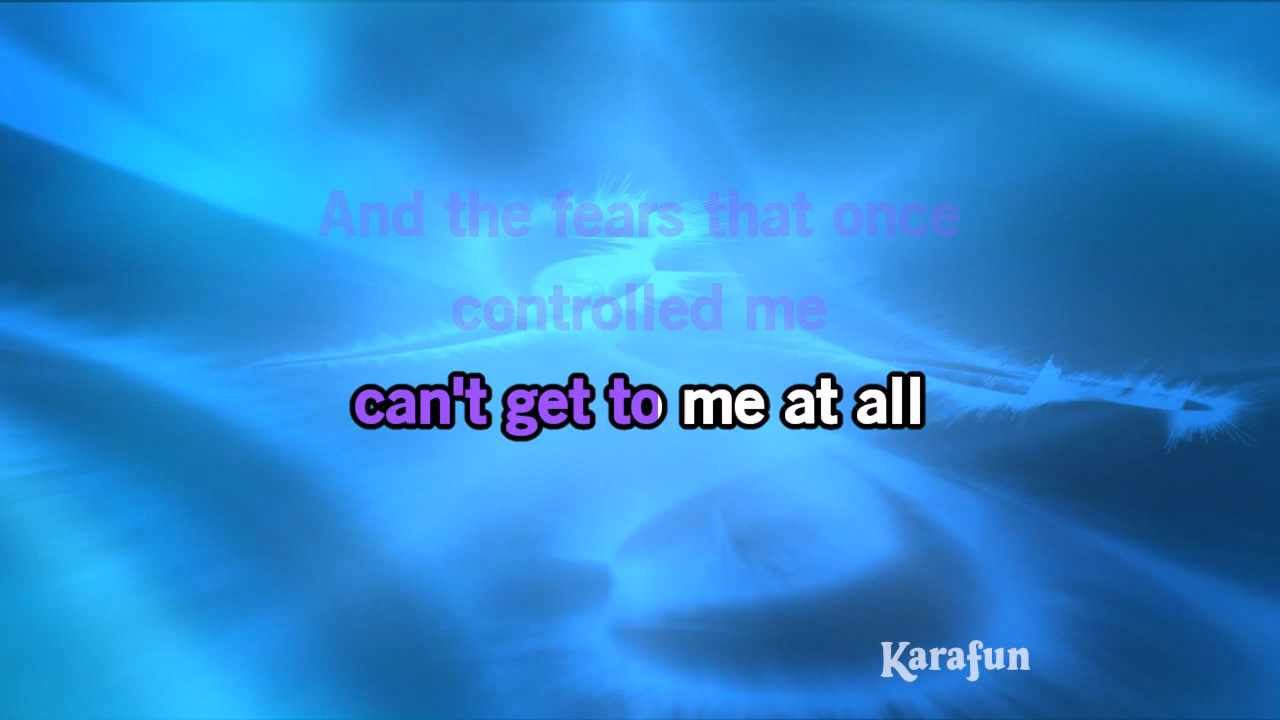 And the fears that once
controlled me
can't get to me at all
Karafun